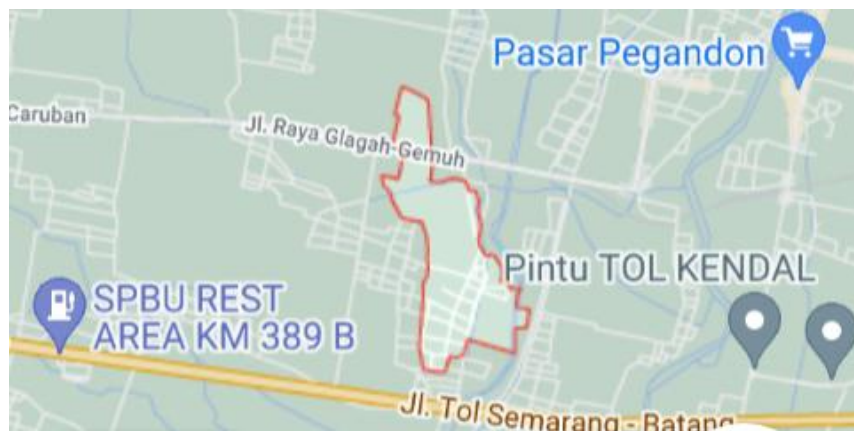 Pasar Pegandon
Caruban
Jl. Raya Glagah-Gemuh
Pintu TOL KENDAL
SPBU REST
AREA KM 389 B
Jl. Tol Semarang - Batang